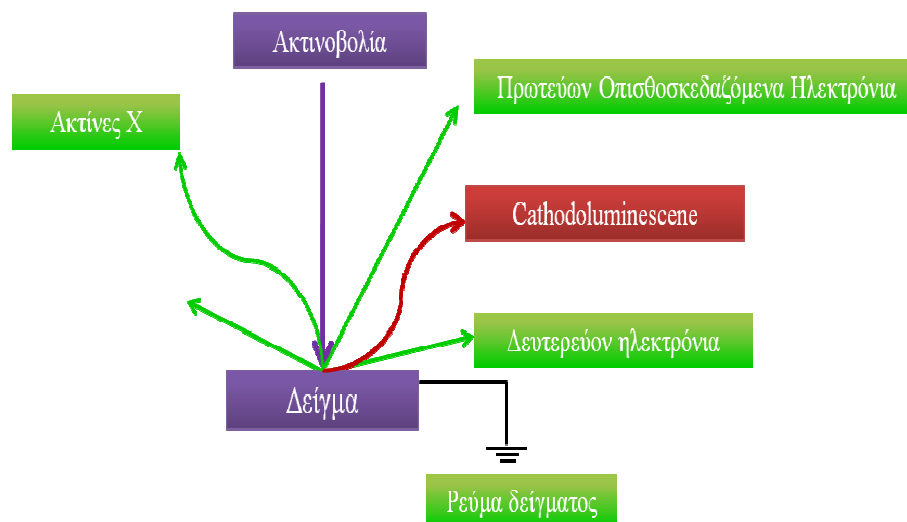 Ακτινοβολία
Πρωτεύων Οπισθοσκεδαζόμενα Ηλεκτρόνια
Ακτίνες Χ
Cathodoluminescene
Δευτερεύον ηλεκτρόνια
Δείγμα
Ρεύμα δείγματος